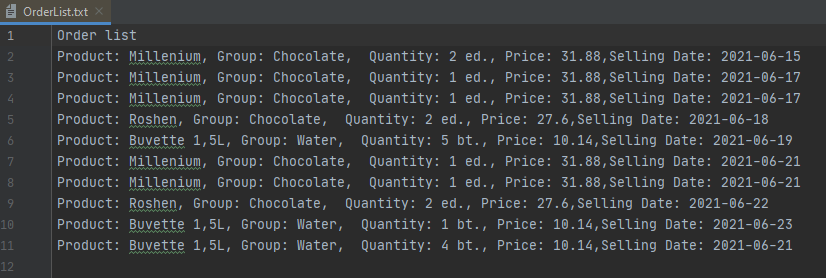 OrderList.txt
1 Order list
2 Product: Millenium, Group: Chocolate,  Quantity: 2 ed., Price: 31.88,Selling Date: 2021-06-15
3 Product: Millenium, Group: Chocolate,  Quantity: 1 ed., Price: 31.88,Selling Date: 2021-06-17
4 Product: Millenium, Group: Chocolate,  Quantity: 1 ed., Price: 31.88,Selling Date: 2021-06-17
5 Product: Roshen, Group: Chocolate,  Quantity: 2 ed., Price: 27.6,Selling Date: 2021-06-18
6 Product: Buvette 1,5L, Group: Water,  Quantity: 5 bt., Price: 10.14,Selling Date: 2021-06-19
7 Product: Millenium, Group: Chocolate,  Quantity: 1 ed., Price: 31.88,Selling Date: 2021-06-21
8 Product: Millenium, Group: Chocolate,  Quantity: 1 ed., Price: 31.88,Selling Date: 2021-06-21
9 Product: Roshen, Group: Chocolate,  Quantity: 2 ed., Price: 27.6,Selling Date: 2021-06-22
10 Product: Buvette 1,5L, Group: Water,  Quantity: 1 bt., Price: 10.14,Selling Date: 2021-06-23
11 Product: Buvette 1,5L, Group: Water,  Quantity: 4 bt., Price: 10.14,Selling Date: 2021-06-21
12